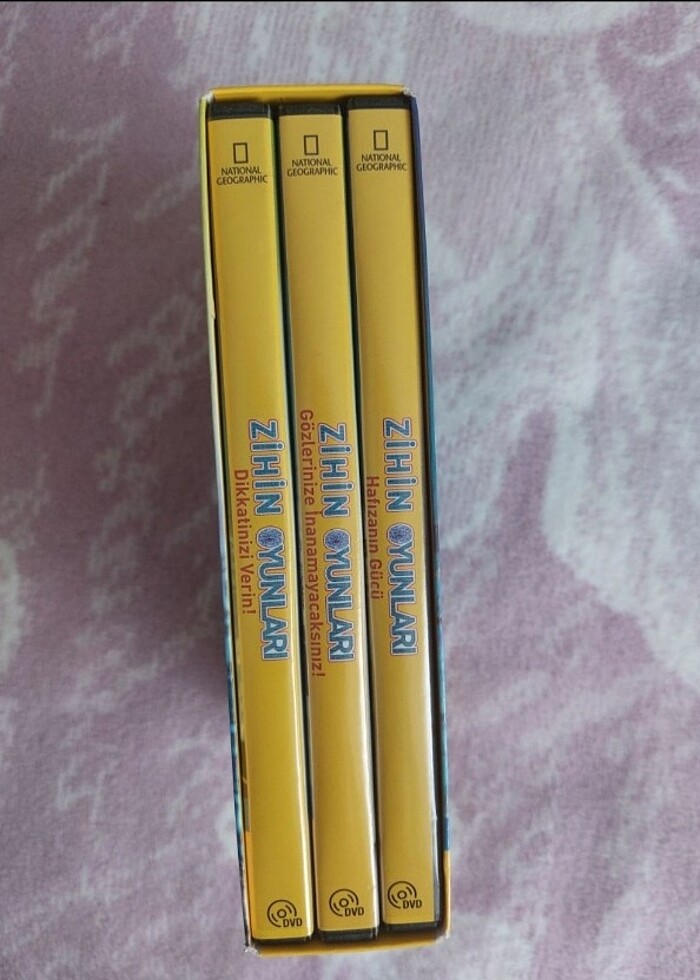 NATIONAL
GEOGRAPHIC
ZİHİN OYUNLARI
Dikkatinizi Verin!
DVD
NATIONAL
GEOGRAPHIC
ZİHİN OYUNLARI
Gözlerinize İnanamayacaksınız!
DVD
NATIONAL
GEOGRAPHIC
ZİHİN OYUNLARI
Hafızanın Gücü
DVD